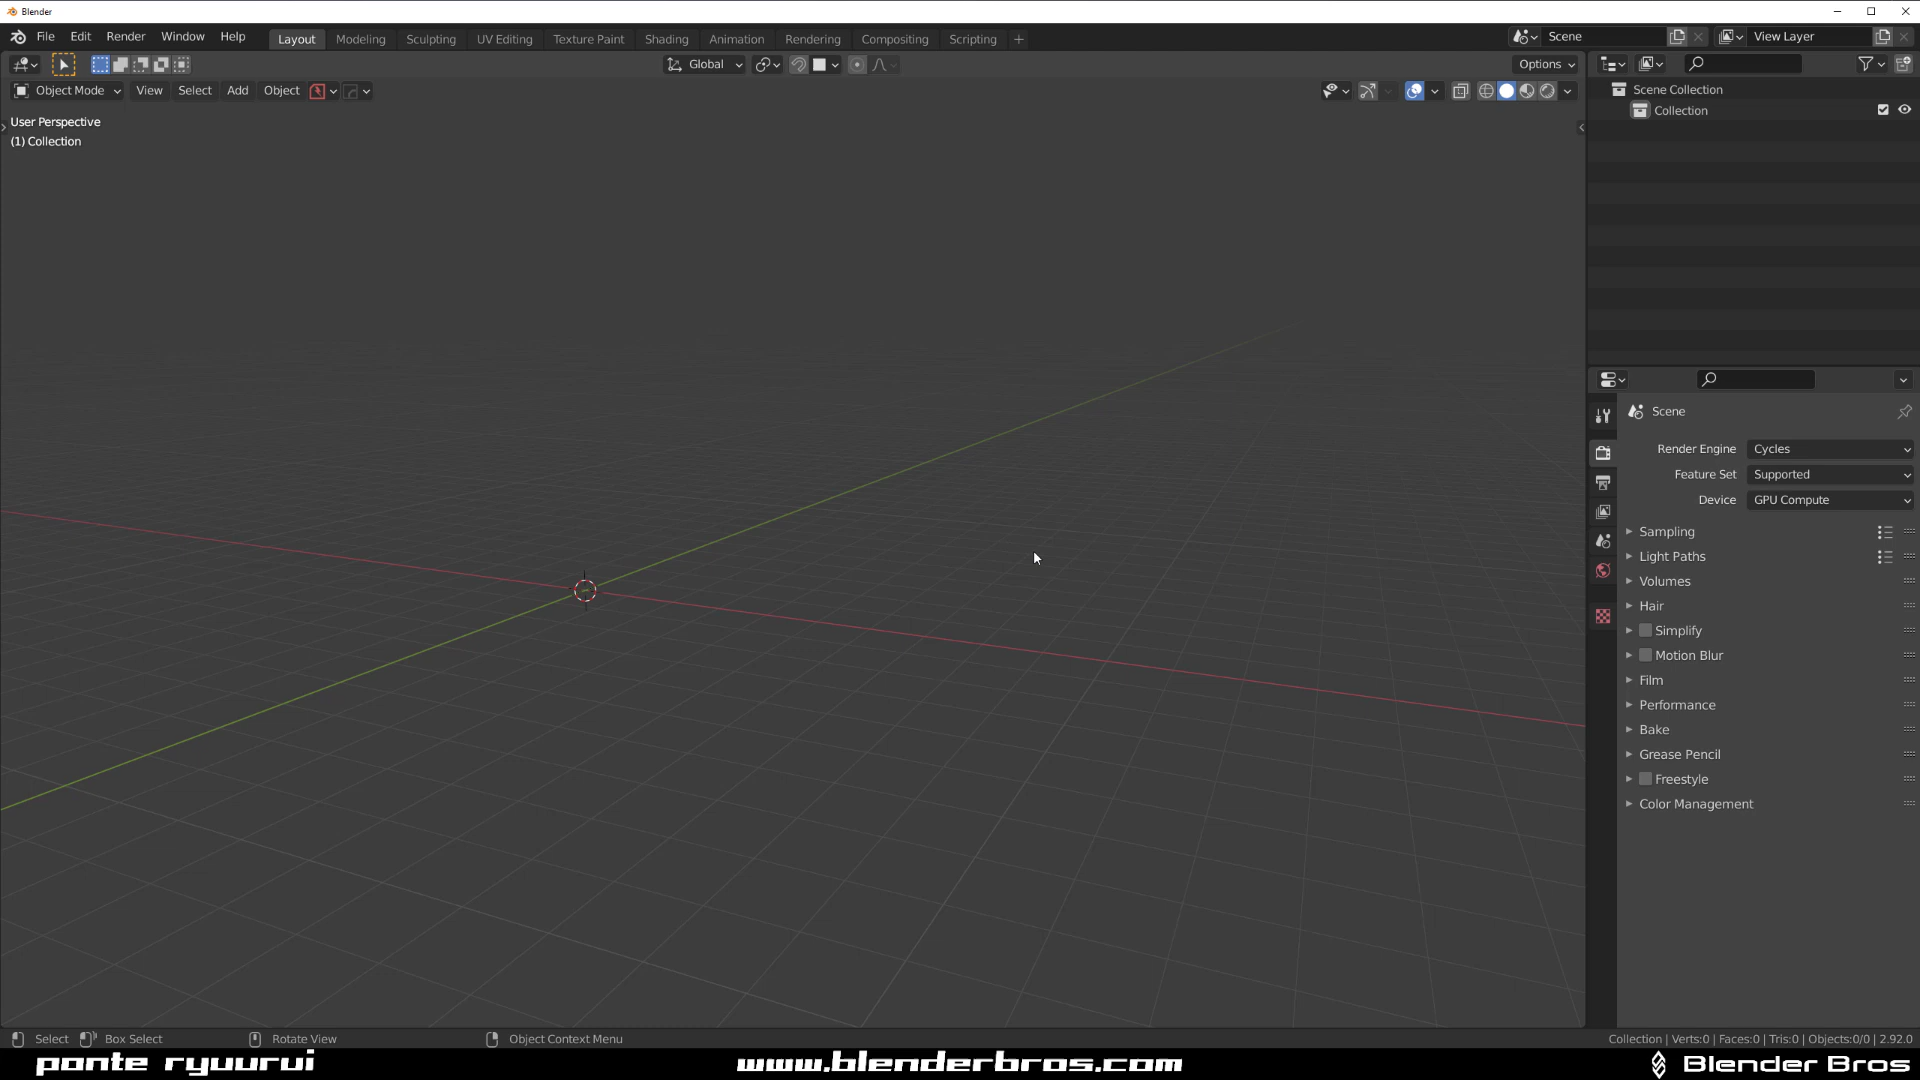 Blender
File Edit Render Window Help Layout Modeling Sculpting UV Editing Texture Paint Shading Animation Rendering Compositing Scripting + Scene View Layer
Global Options
Object Mode View Select Add Object
User Perspective
(1) Collection
Scene Collection
Collection
Scene
Render Engine Cycles
Feature Set Supported
Device GPU Compute
Sampling
Light Paths
Volumes
Hair
Simplify
Motion Blur
Film
Performance
Bake
Grease Pencil
Freestyle
Color Management
Select Box Select Rotate View Object Context Menu Collection | Verts:0 | Faces:0 | Tris:0 | Objects:0/0 | 2.92.0
ponte ryuurui www.blenderbros.com Blender Bros